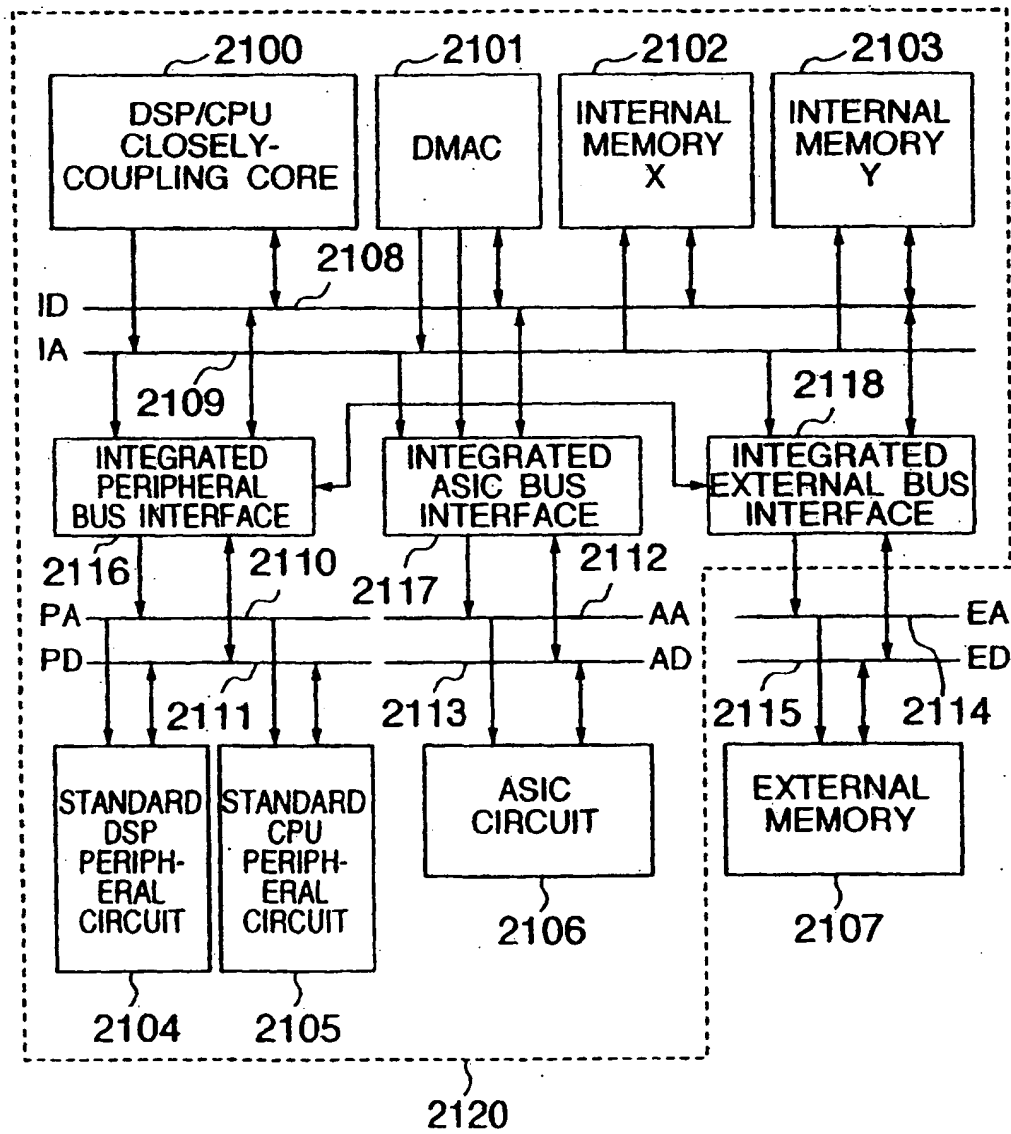 2100
2101
2102
2103
DSP/CPU
CLOSELY-
COUPLING CORE
DMAC
INTERNAL
MEMORY
X
INTERNAL
MEMORY
Y
2108
ID
IA
2109
2118
INTEGRATED
PERIPHERAL
BUS INTERFACE
INTEGRATED
ASIC BUS
INTERFACE
INTEGRATED
EXTERNAL BUS
INTERFACE
2116
2110
2117
2112
PA
AA
EA
PD
AD
ED
2111
2113
2115
2114
STANDARD
DSP
PERIPH-
ERAL
CIRCUIT
STANDARD
CPU
PERIPH-
ERAL
CIRCUIT
ASIC
CIRCUIT
EXTERNAL
MEMORY
2106
2107
2104
2105
2120